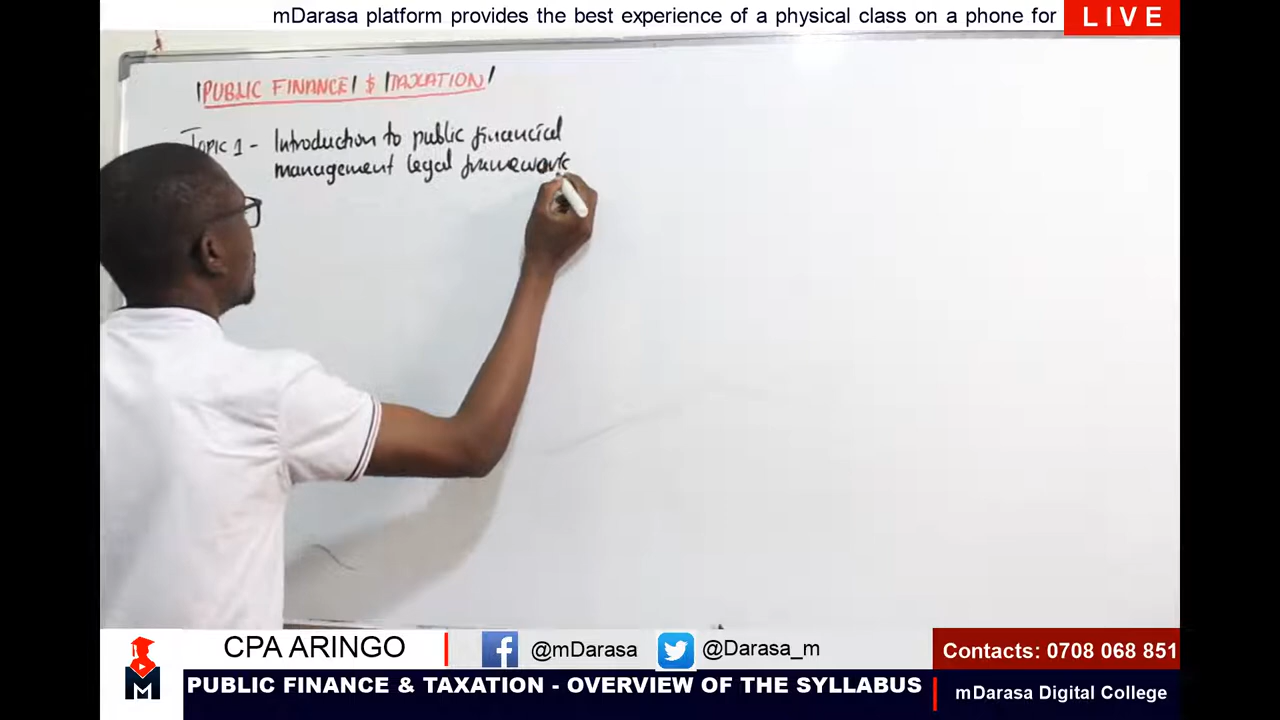 mDarasa platform provides the best experience of a physical class on a phone for
LIVE
PUBLIC FINANCE & TAXATION
Topic 1 - Introduction to public financial
management legal framework
CPA ARINGO
@mDarasa
@Darasa_m
Contacts: 0708 068 851
M
PUBLIC FINANCE & TAXATION - OVERVIEW OF THE SYLLABUS
mDarasa Digital College